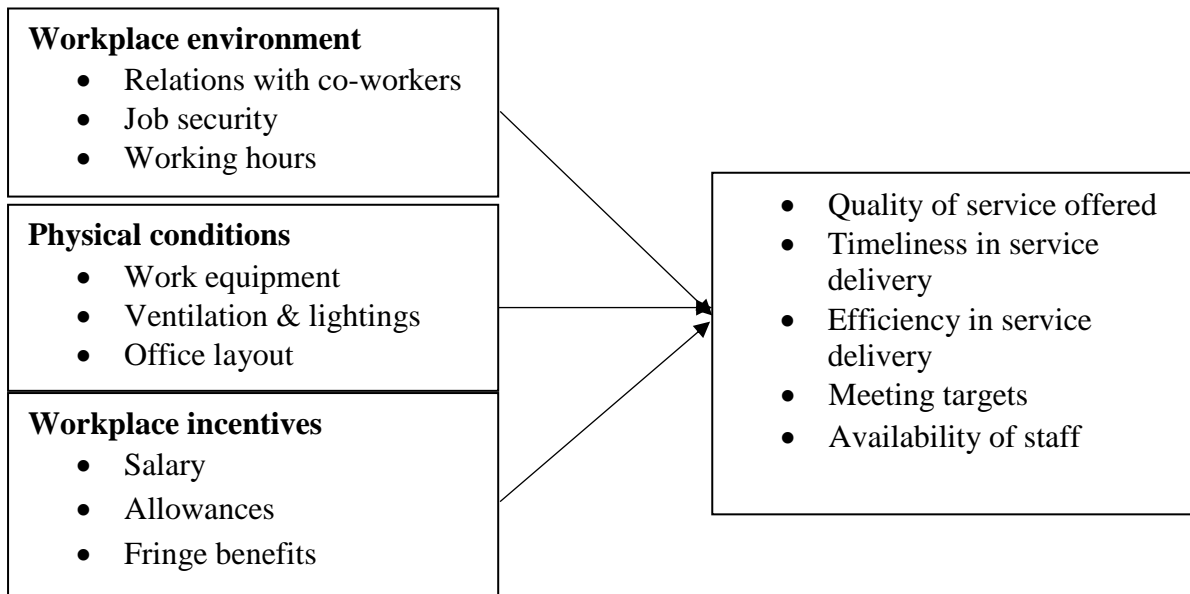 Workplace environment
• Relations with co-workers
• Job security
• Working hours
Physical conditions
• Work equipment
• Ventilation & lightings
• Office layout
Workplace incentives
• Salary
• Allowances
• Fringe benefits
• Quality of service offered
• Timeliness in service
delivery
• Efficiency in service
delivery
• Meeting targets
• Availability of staff